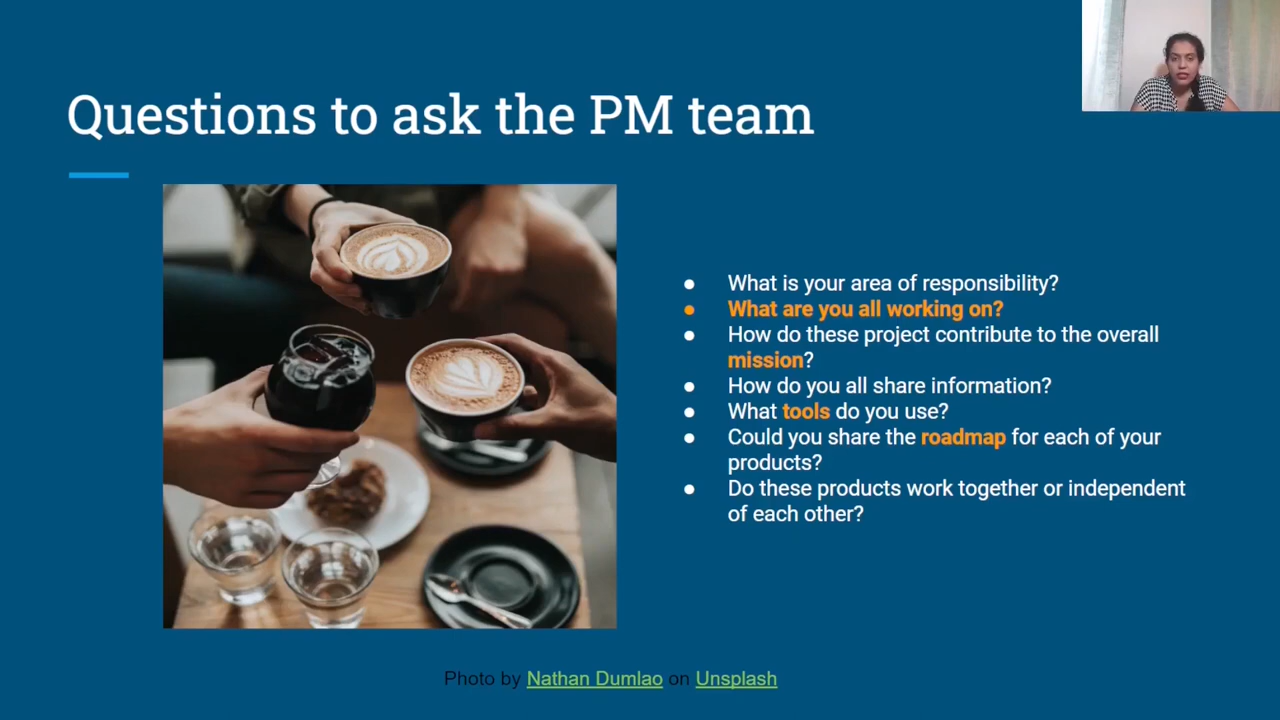 Questions to ask the PM team
● What is your area of responsibility?
● What are you all working on?
● How do these project contribute to the overall
mission?
● How do you all share information?
● What tools do you use?
● Could you share the roadmap for each of your
products?
● Do these products work together or independent
of each other?
Photo by Nathan Dumlao on Unsplash